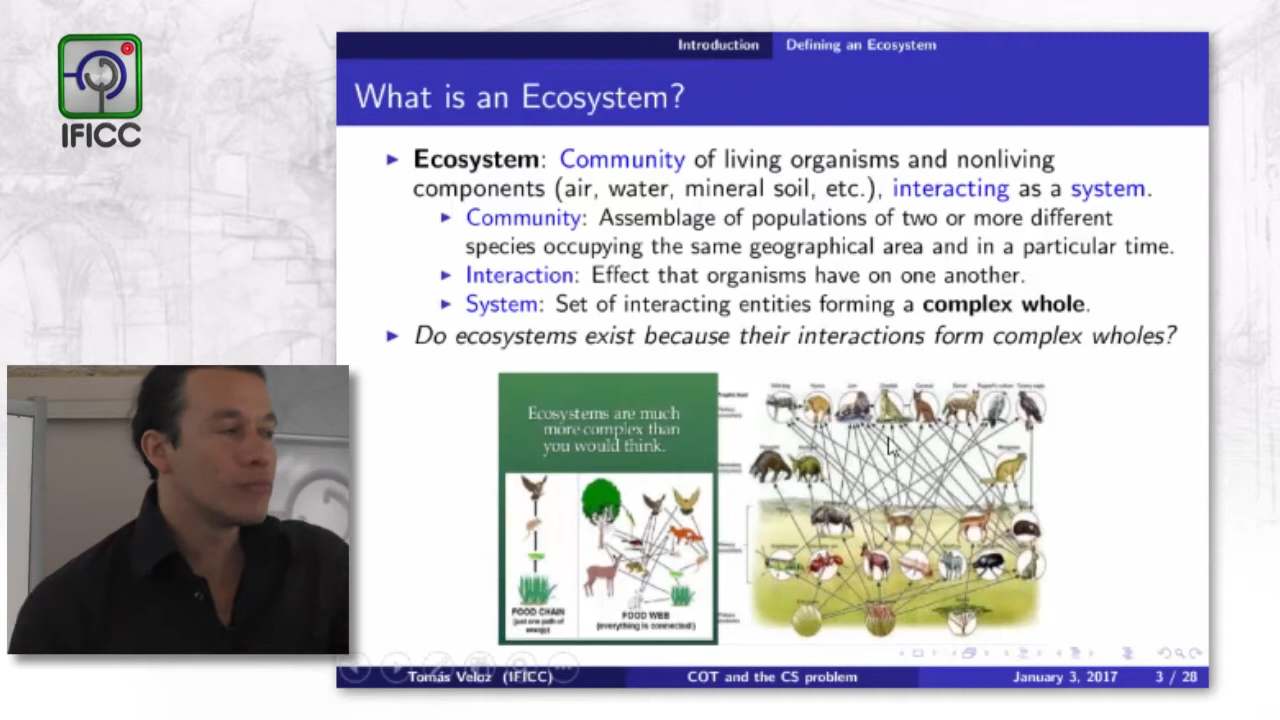 IFICC
Introduction Defining an Ecosystem
What is an Ecosystem?
Ecosystem: Community of living organisms and nonliving
components (air, water, mineral soil, etc.), interacting as a system.
Community: Assemblage of populations of two or more different
species occupying the same geographical area and in a particular time.
Interaction: Effect that organisms have on one another.
System: Set of interacting entities forming a complex whole.
Do ecosystems exist because their interactions form complex wholes?
Ecosystems are much
more complex than
you would think.
FOOD CHAIN
(just one path of
energy)
FOOD WEB
(everything is connected!)
Tomás Veloz (IFICC) COT and the CS problem January 3, 2017 3 / 28